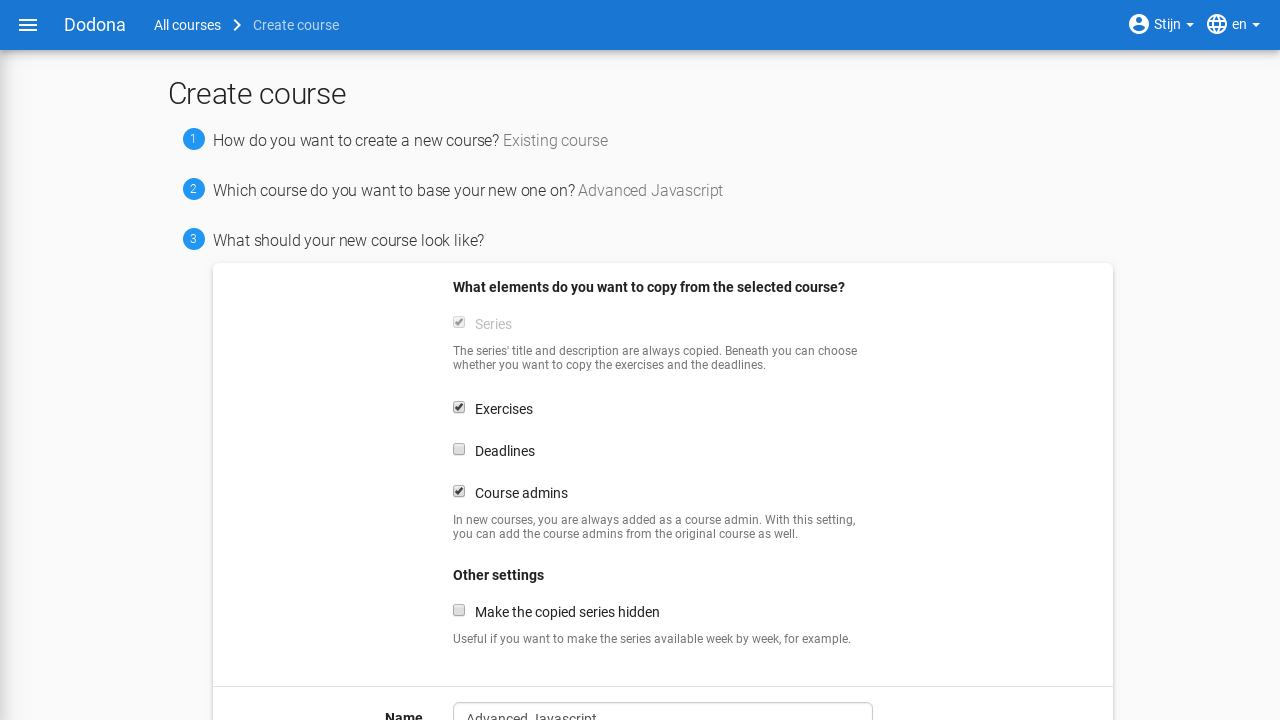 Dodona All courses Create course Stijn en
Create course
1 How do you want to create a new course? Existing course
2 Which course do you want to base your new one on? Advanced Javascript
3 What should your new course look like?
What elements do you want to copy from the selected course?
Series
The series' title and description are always copied. Beneath you can choose
whether you want to copy the exercises and the deadlines.
Exercises
Deadlines
Course admins
In new courses, you are always added as a course admin. With this setting,
you can add the course admins from the original course as well.
Other settings
Make the copied series hidden
Useful if you want to make the series available week by week, for example.
Name Advanced Javascript